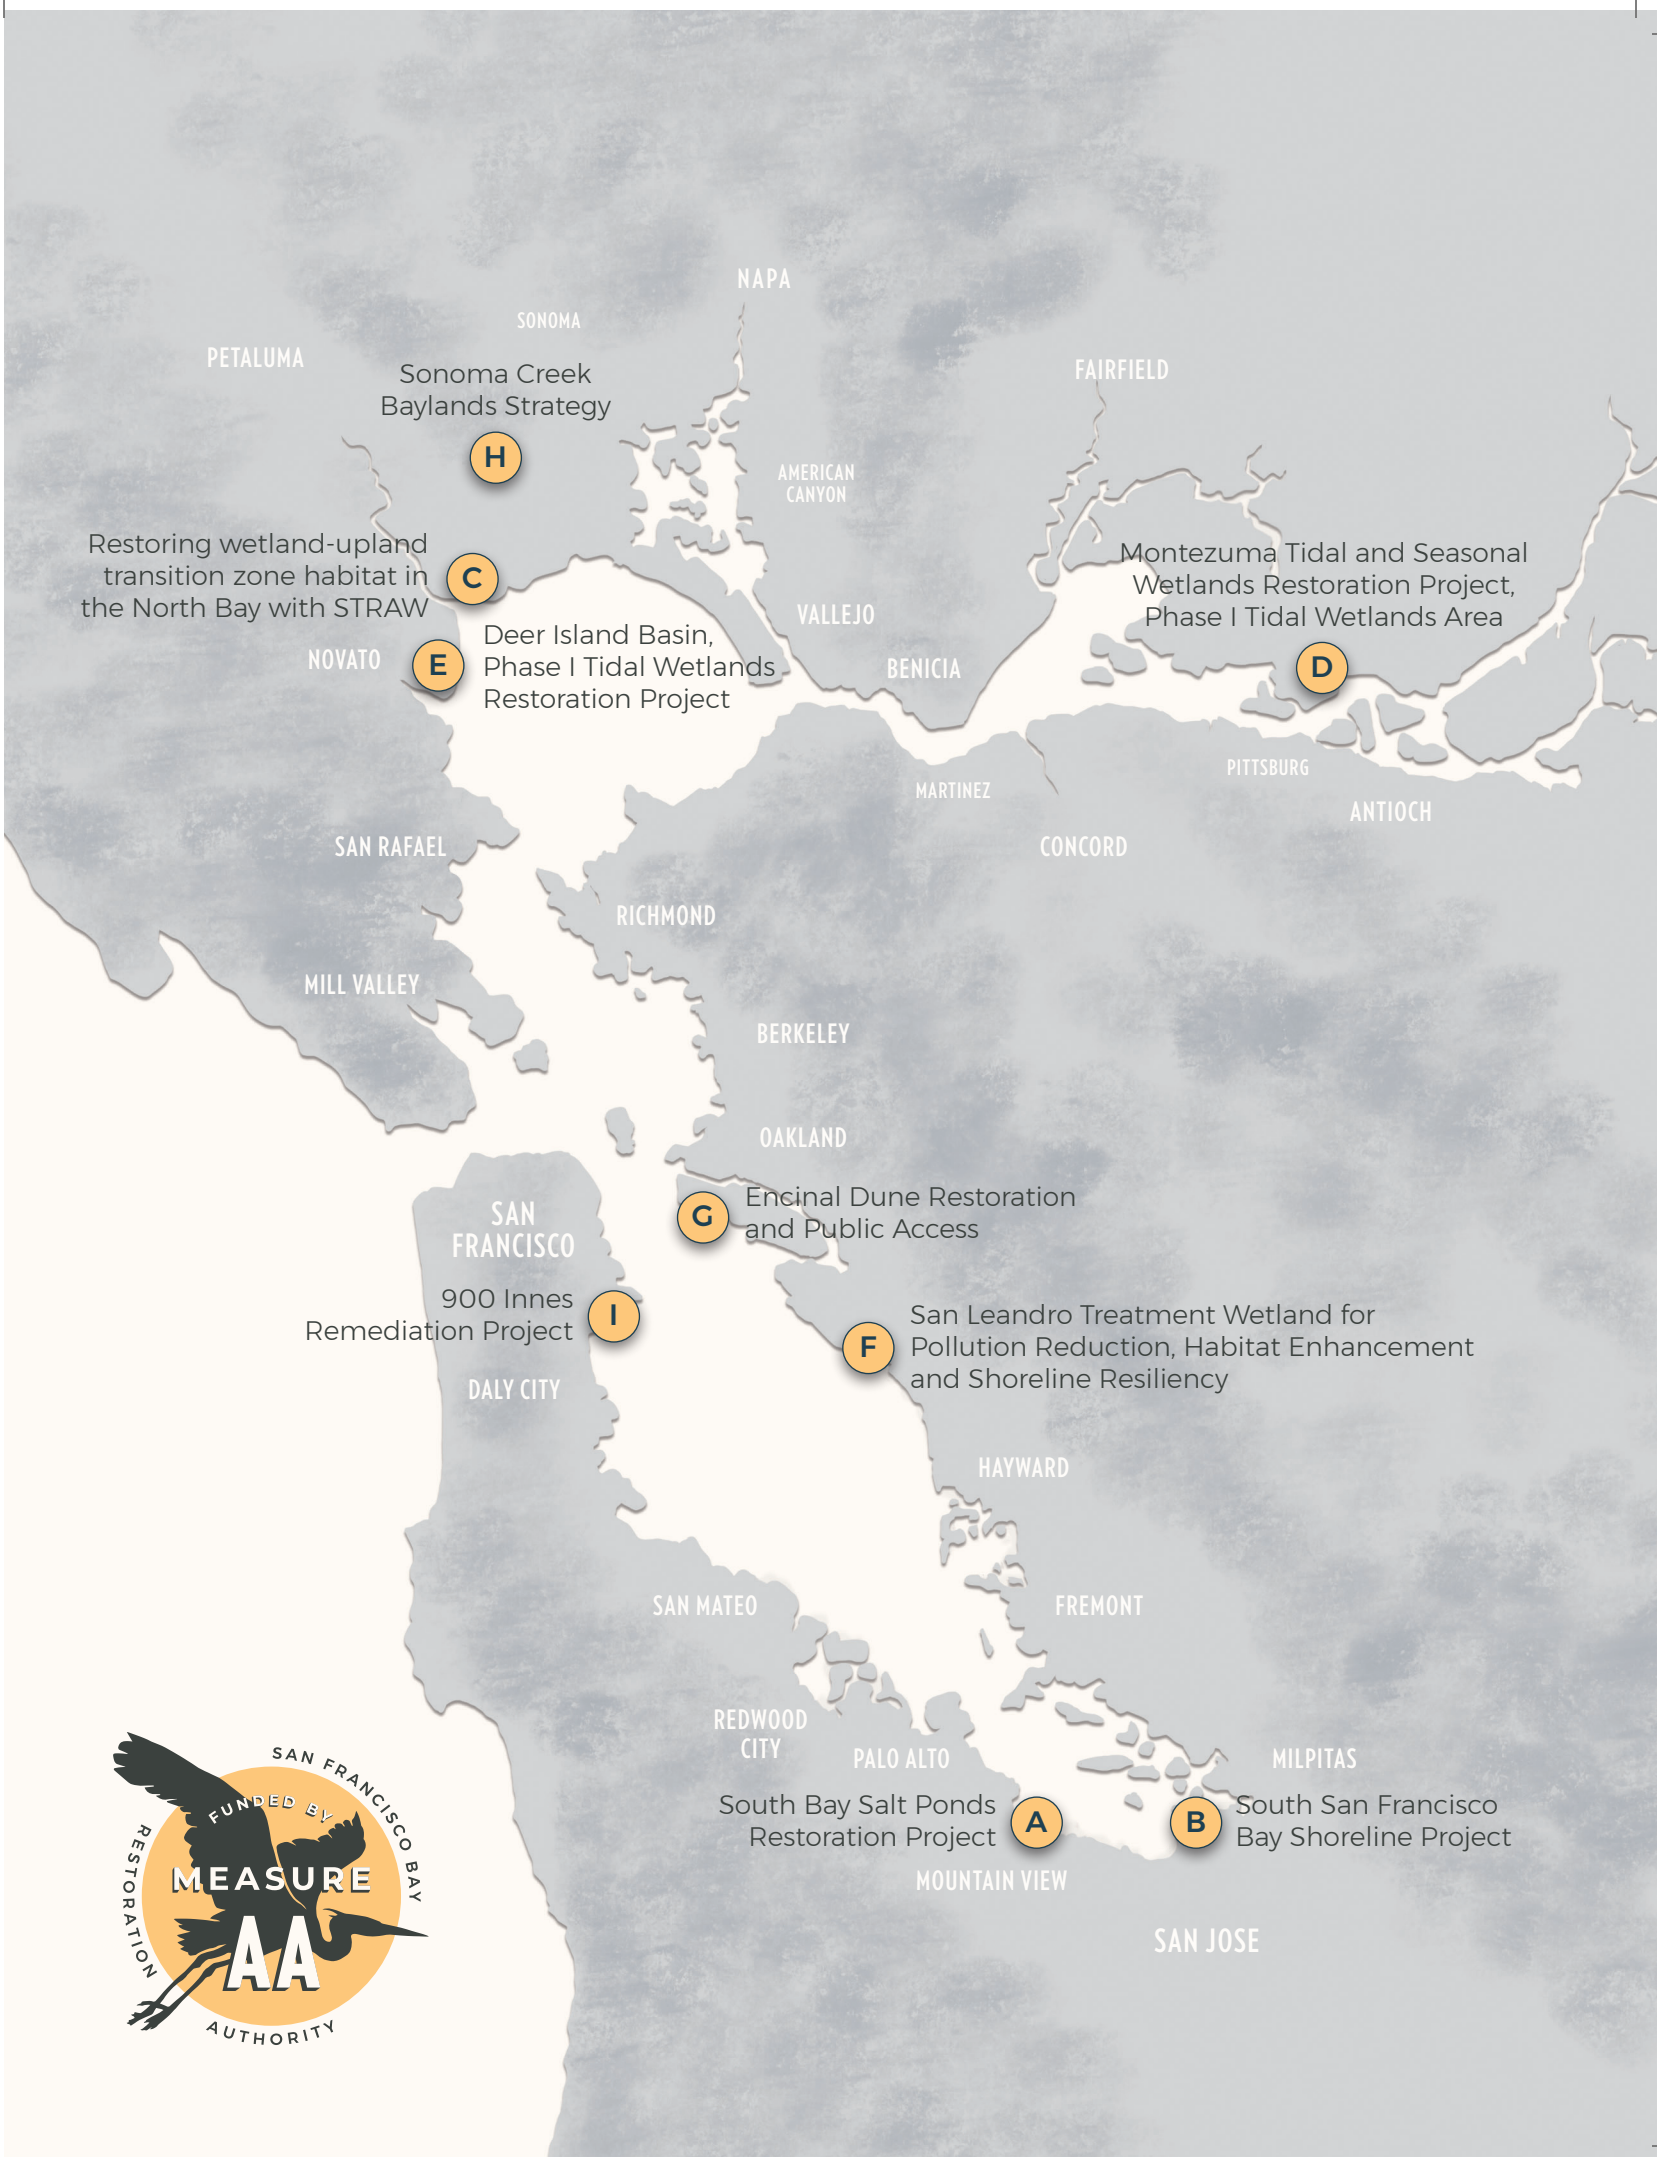 NAPA
SONOMA
PETALUMA
FAIRFIELD
Sonoma Creek
Baylands Strategy
H
AMERICAN
CANYON
Restoring wetland-upland
transition zone habitat in
the North Bay with STRAW
C
Montezuma Tidal and Seasonal
Wetlands Restoration Project,
Phase I Tidal Wetlands Area
D
VALLEJO
Deer Island Basin,
Phase I Tidal Wetlands
Restoration Project
E
NOVATO
BENICIA
PITTSBURG
MARTINEZ
ANTIOCH
SAN RAFAEL
CONCORD
RICHMOND
MILL VALLEY
BERKELEY
OAKLAND
Encinal Dune Restoration
and Public Access
G
SAN
FRANCISCO
900 Innes
Remediation Project
I
San Leandro Treatment Wetland for
Pollution Reduction, Habitat Enhancement
and Shoreline Resiliency
F
DALY CITY
HAYWARD
SAN MATEO
FREMONT
REDWOOD
CITY
PALO ALTO
MILPITAS
South Bay Salt Ponds
Restoration Project
A
B
South San Francisco
Bay Shoreline Project
MOUNTAIN VIEW
SAN JOSE
SAN FRANCISCO BAY
RESTORATION
AUTHORITY
FUNDED BY
MEASURE
AA